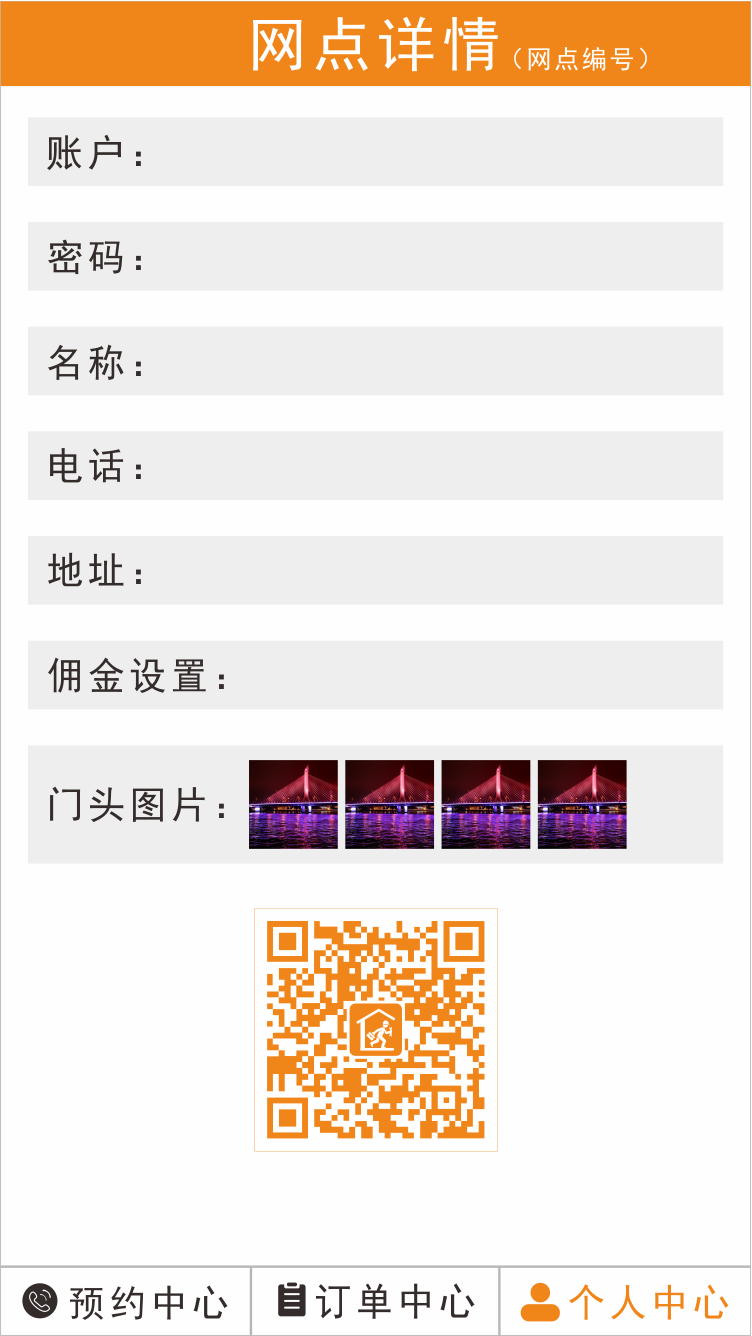 网点详情（网点编号）
账户：
密码：
名称：
电话：
地址：
佣金设置：
门头图片：
预约中心 订单中心 个人中心